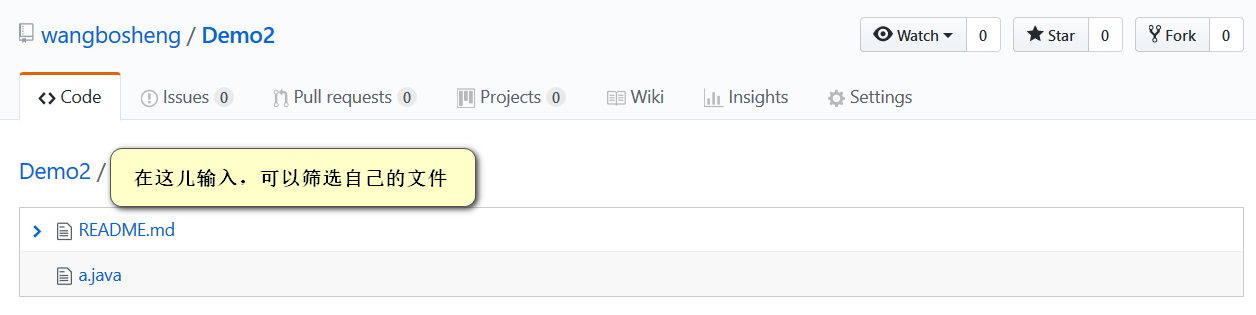 wangbosheng / Demo2
Watch 0 Star 0 Fork 0
Code Issues 0 Pull requests 0 Projects 0 Wiki Insights Settings
Demo2 / 在这儿输入，可以筛选自己的文件
README.md
a.java